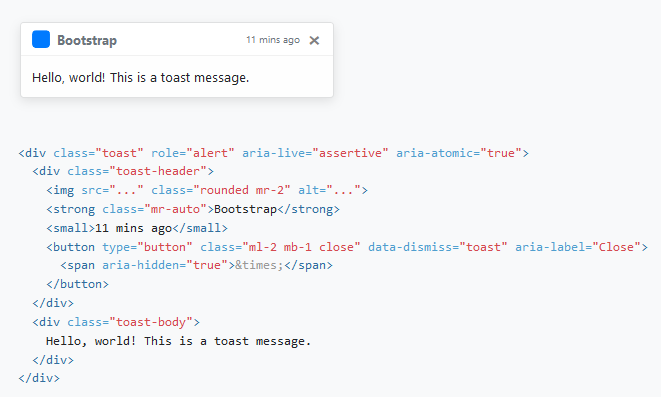 Bootstrap 11 mins ago ×
Hello, world! This is a toast message.
<div class="toast" role="alert" aria-live="assertive" aria-atomic="true">
  <div class="toast-header">
    <img src="..." class="rounded mr-2" alt="...">
    <strong class="mr-auto">Bootstrap</strong>
    <small>11 mins ago</small>
    <button type="button" class="ml-2 mb-1 close" data-dismiss="toast" aria-label="Close">
      <span aria-hidden="true">&times;</span>
    </button>
  </div>
  <div class="toast-body">
    Hello, world! This is a toast message.
  </div>
</div>